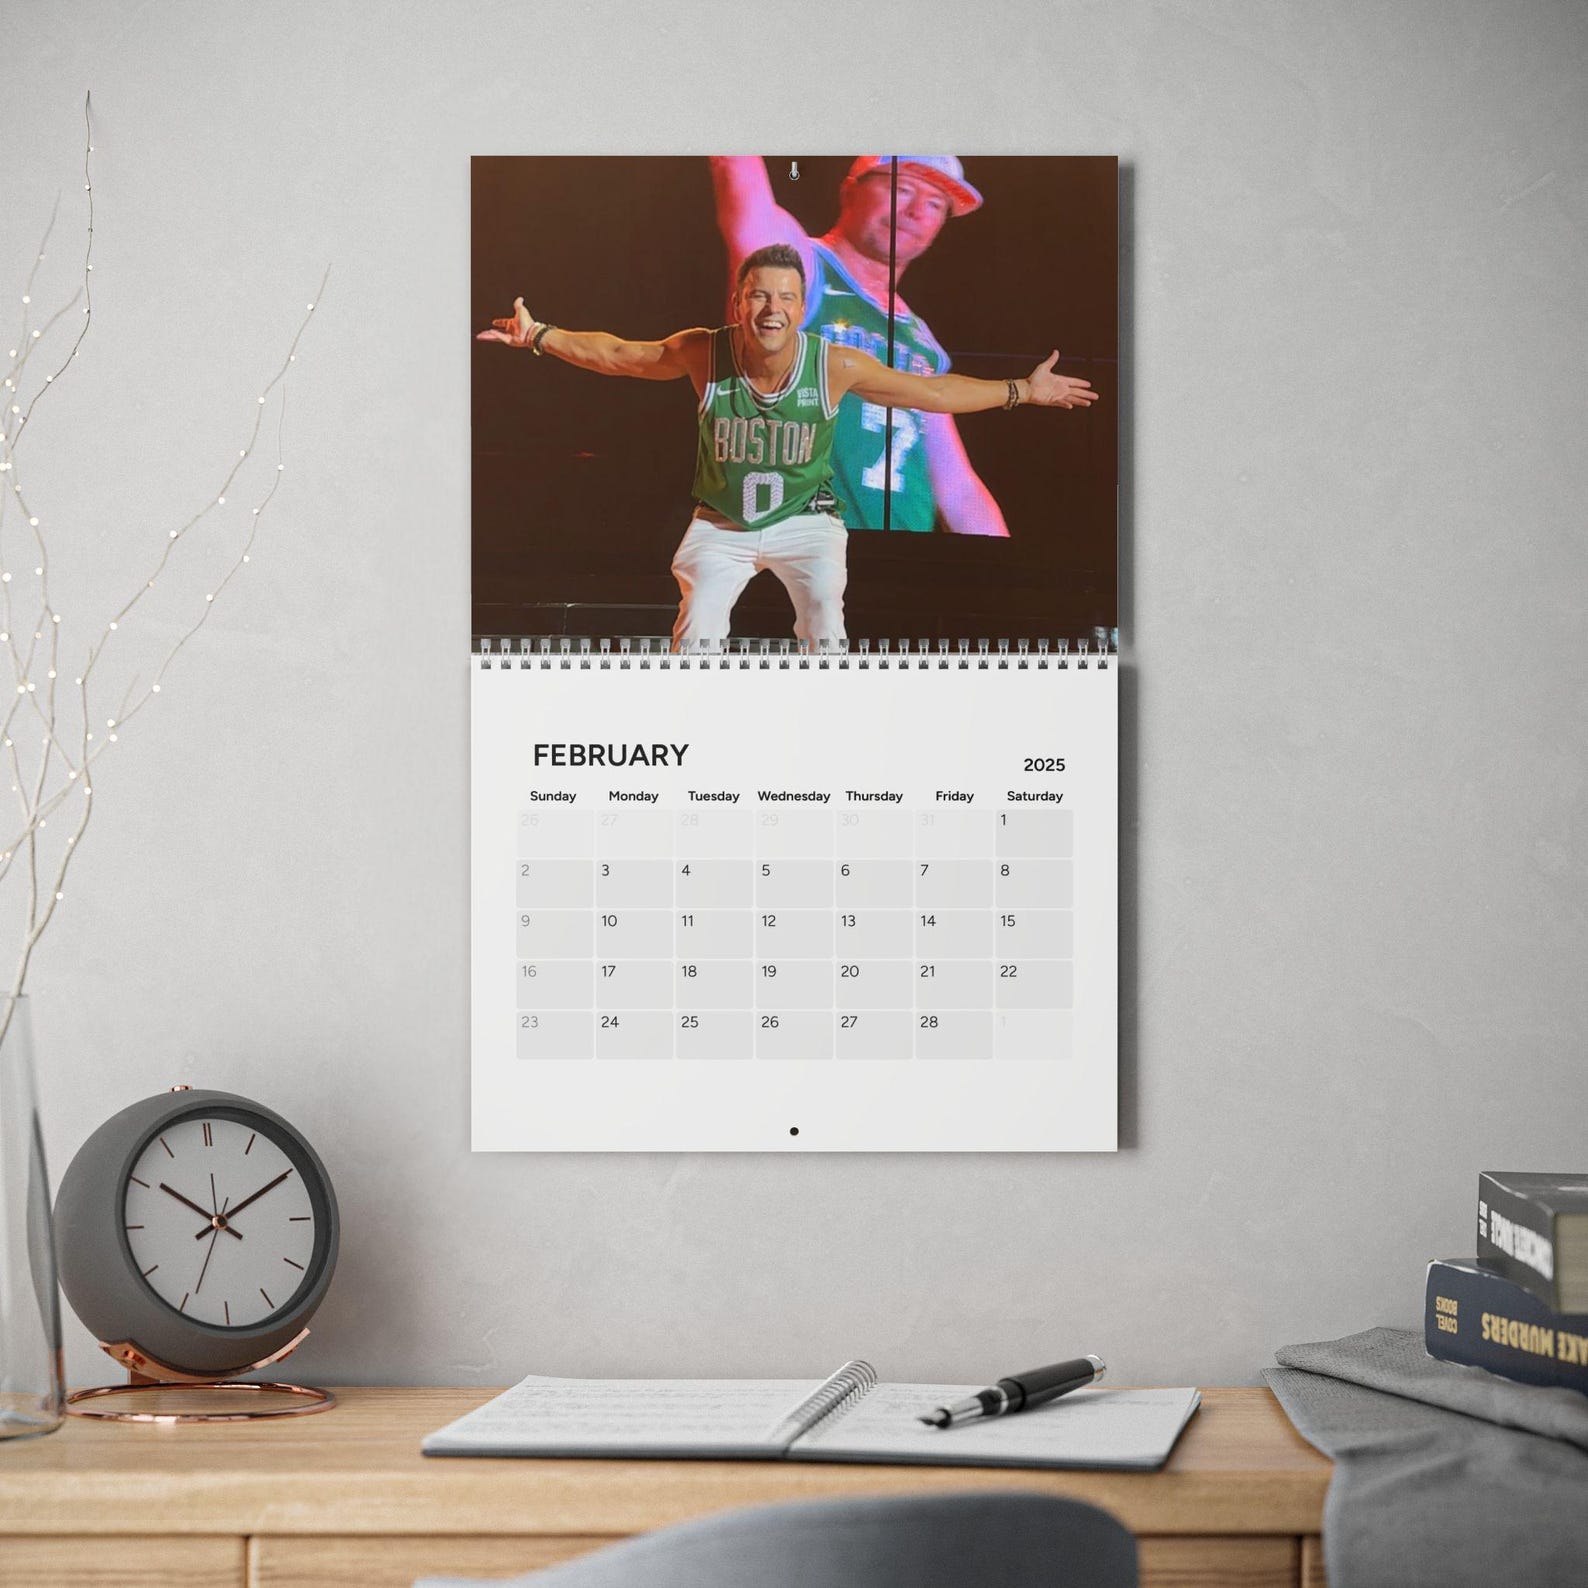 VISTA
PRINT
BOSTON
0
7
FEBRUARY
2025
Sunday Monday Tuesday Wednesday Thursday Friday Saturday
26 27 28 29 30 31 1
2 3 4 5 6 7 8
9 10 11 12 13 14 15
16 17 18 19 20 21 22
23 24 25 26 27 28 1
COVEL
BOOKS
MURDERS